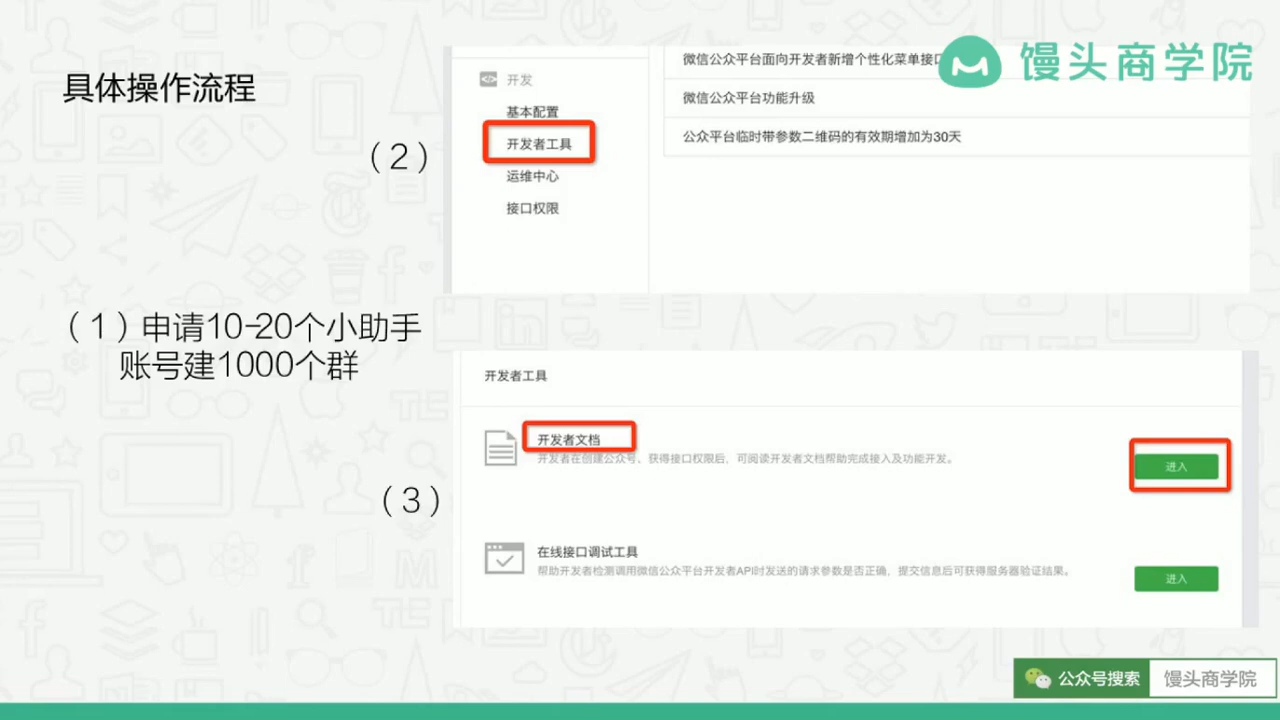 具体操作流程
馒头商学院
（2）
开发
基本配置
开发者工具
运维中心
接口权限
微信公众平台面向开发者新增个性化菜单接口
微信公众平台功能升级
公众平台临时带参数二维码的有效期增加为30天
（1）申请10-20个小助手
账号建1000个群
（3）
开发者工具
开发者文档
开发者在创建公众号、获得接口权限后，可阅读开发者文档帮助完成接入及功能开发。
进入
在线接口调试工具
帮助开发者检测调用微信公众平台开发者API时发送的请求参数是否正确，提交信息后可获得服务器验证结果。
进入
公众号搜索
馒头商学院